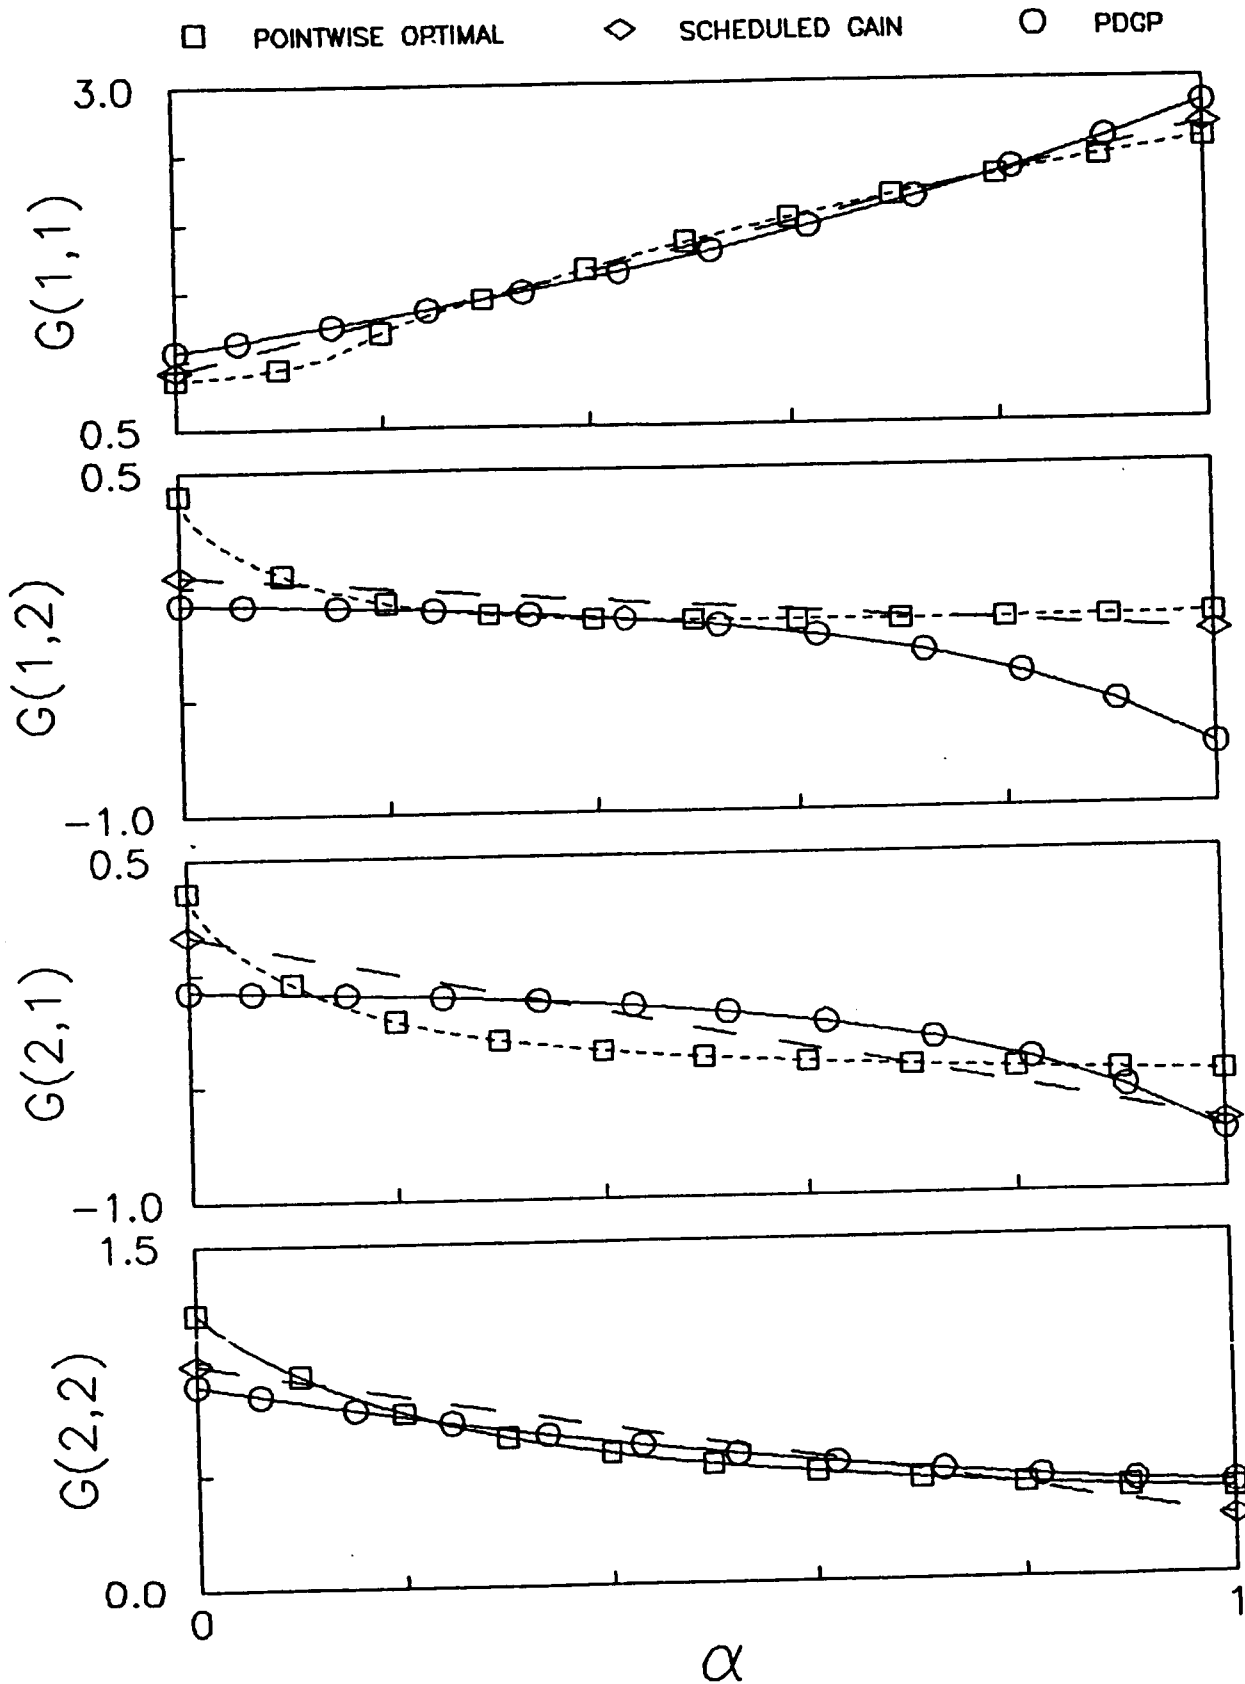 POINTWISE OPTIMAL SCHEDULED GAIN PDGP
3.0
G(1,1)
0.5
0.5
G(1,2)
-1.0
0.5
G(2,1)
-1.0
1.5
G(2,2)
0.0
0 1
α